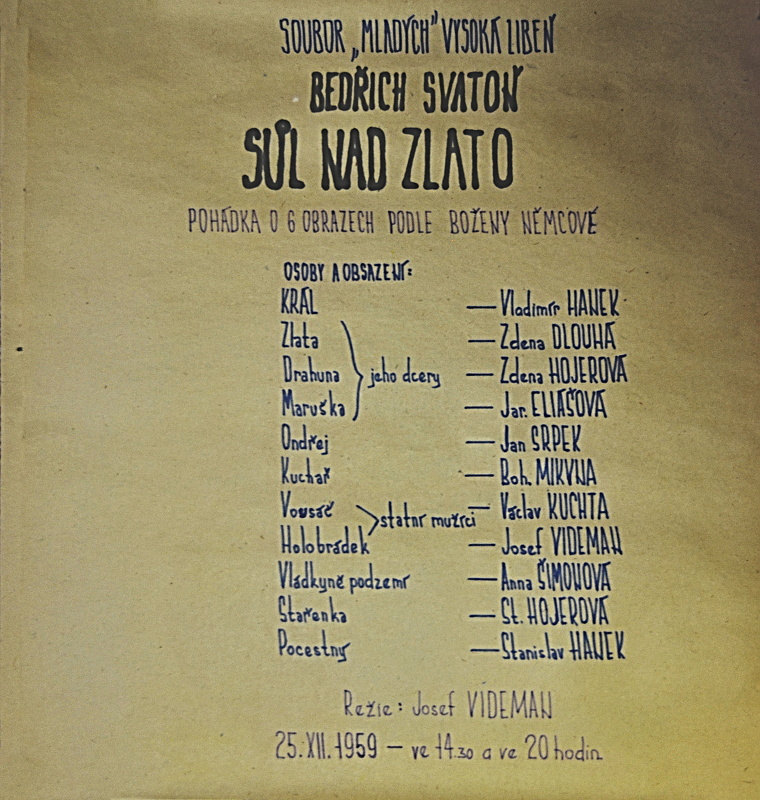 SOUBOR „MLADÝCH" VYSOKÁ LIBEŇ
BEDŘICH SVATOŇ
SŮL NAD ZLATO
POHÁDKA O 6 OBRAZECH PODLE BOŽENY NĚMCOVÉ
OSOBY A OBSAZENÍ:
KRÁL — Vladimír HANEK
Zlata — Zdena DLOUHÁ
Drahuna } jeho dcery — Zdena HOJEROVÁ
Maruška — Jar. ELIÁŠOVÁ
Ondřej — Jan SRPEK
Kuchař — Boh. MIKYNA
Vousáč — Václav KUCHTA
> státní mužíci
Holobrádek — Josef VIDEMAN
Vládkyně podzemí — Anna ŠIMONOVÁ
Stařenka — St. HOJEROVÁ
Pocestný — Stanislav HANEK
Režie: Josef VÍDEMAN
25.XII.1959 — ve 14.30 a ve 20 hodin